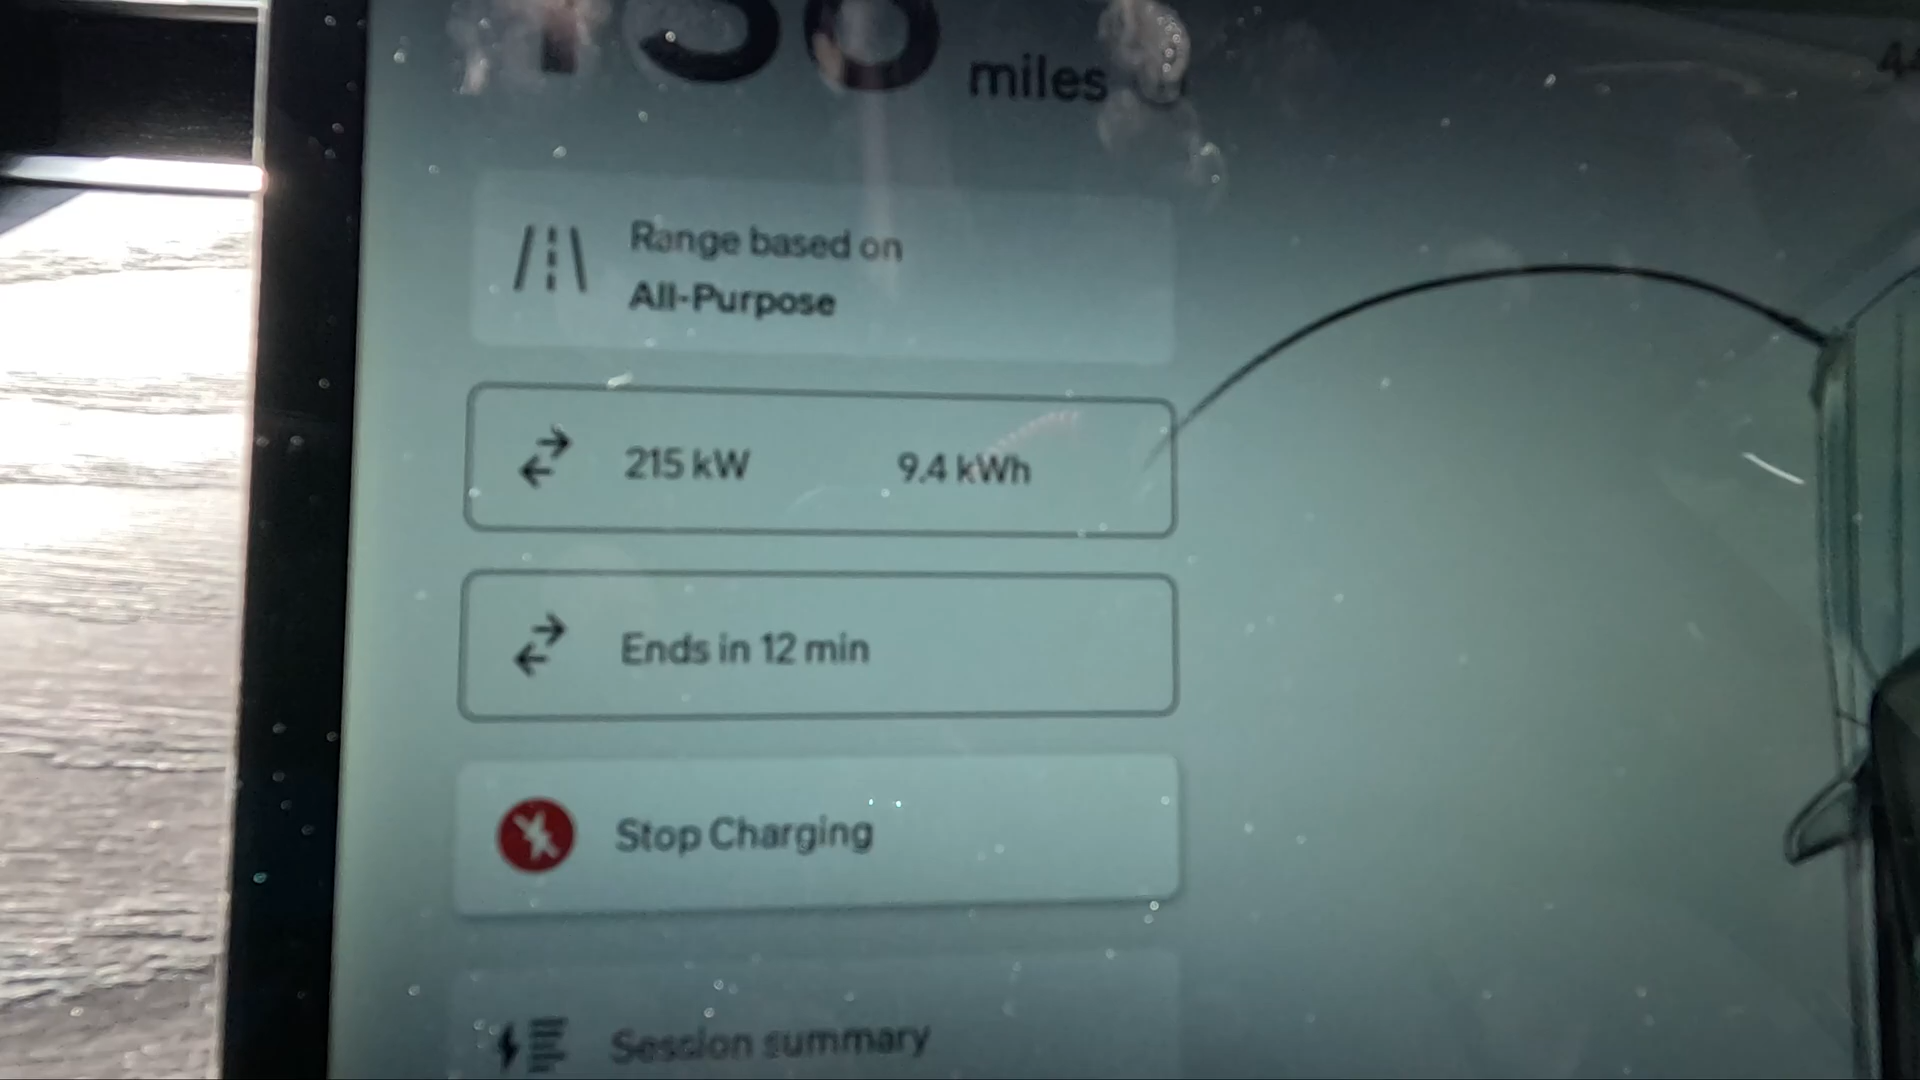 miles
Range based on
All-Purpose
215 kW 9.4 kWh
Ends in 12 min
Stop Charging
Session summary